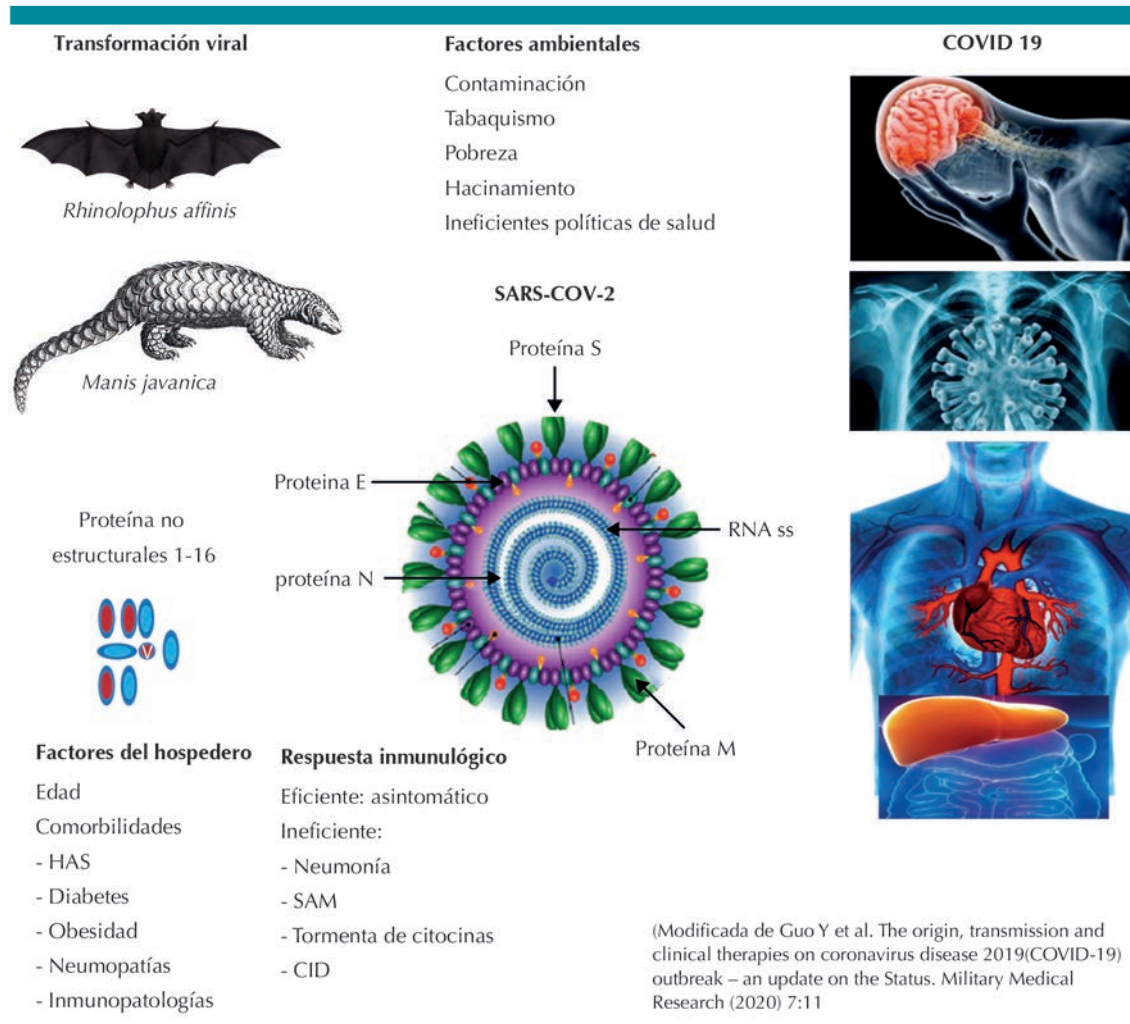 Transformación viral
Rhinolophus affinis
Manis javanica
Proteína no
estructurales 1-16
V
Factores ambientales
Contaminación
Tabaquismo
Pobreza
Hacinamiento
Ineficientes políticas de salud
SARS-COV-2
Proteína S
Proteina E
proteína N
RNA ss
Proteína M
COVID 19
Factores del hospedero
Edad
Comorbilidades
- HAS
- Diabetes
- Obesidad
- Neumopatías
- Inmunopatologías
Respuesta inmunulógico
Eficiente: asintomático
Ineficiente:
- Neumonía
- SAM
- Tormenta de citocinas
- CID
(Modificada de Guo Y et al. The origin, transmission and
clinical therapies on coronavirus disease 2019(COVID-19)
outbreak – an update on the Status. Military Medical
Research (2020) 7:11